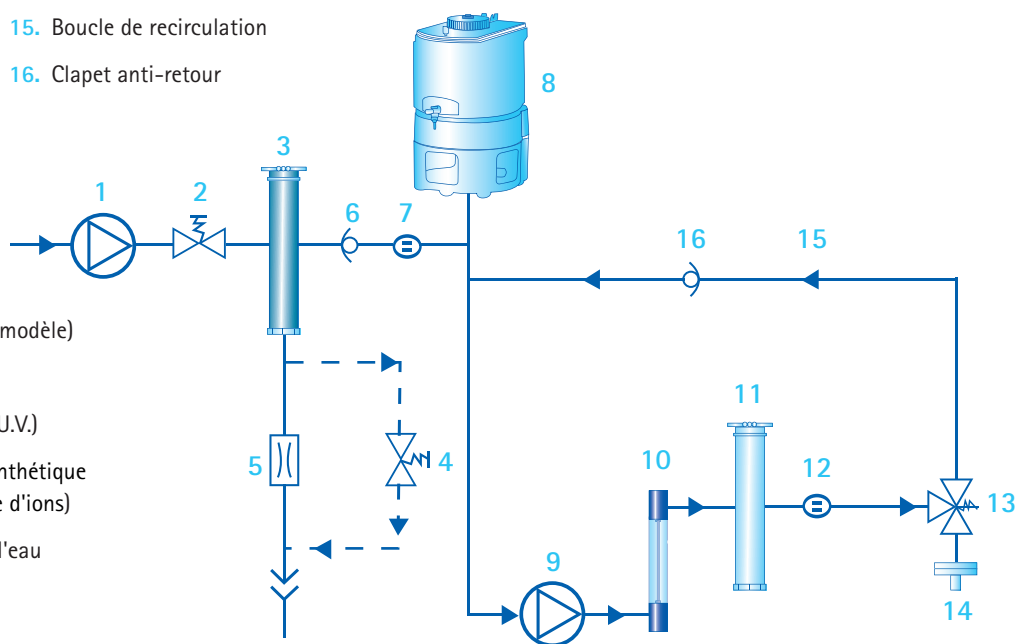 15. Boucle de recirculation
16. Clapet anti-retour
8
3
1
2
6
7
16
15
modèle)
11
U.V.)
5
4
10
12
nthétique
d'ions)
13
l'eau
9
14